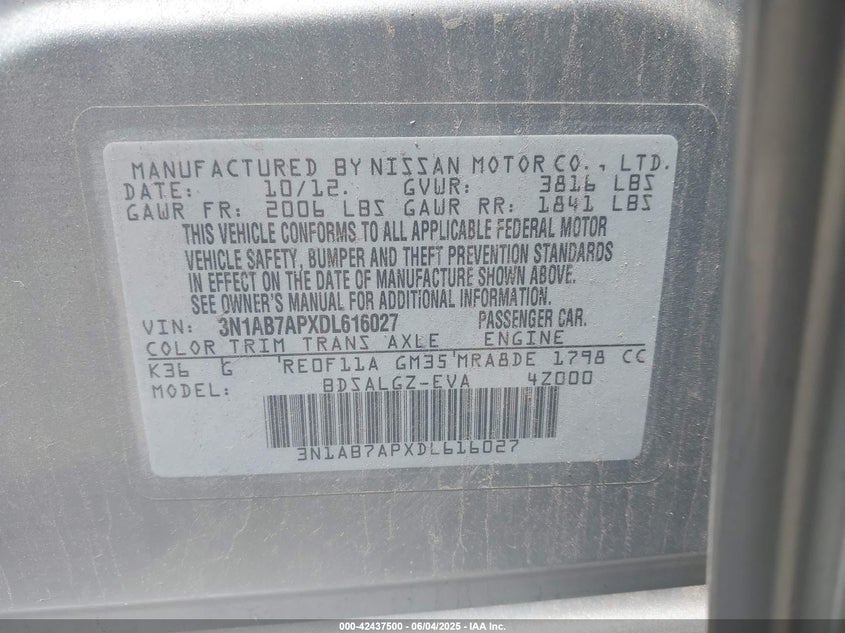 MANUFACTURED BY NISSAN MOTOR CO., LTD.
DATE: 10/12. GVWR: 3816 LBS
GAWR FR: 2006 LBS GAWR RR: 1841 LBS
THIS VEHICLE CONFORMS TO ALL APPLICABLE FEDERAL MOTOR
VEHICLE SAFETY, BUMPER AND THEFT PREVENTION STANDARDS
IN EFFECT ON THE DATE OF MANUFACTURE SHOWN ABOVE.
SEE OWNER'S MANUAL FOR ADDITIONAL INFORMATION.
VIN: 3N1AB7APXDL616027 PASSENGER CAR.
COLOR TRIM TRANS AXLE ENGINE
K36 G RE0F11A GM35 MRA8DE 1798 CC
MODEL: BDSALGZ-EVA 4Z000
3N1AB7APXDL616027
000-42437500 - 06/04/2025 - IAA Inc.